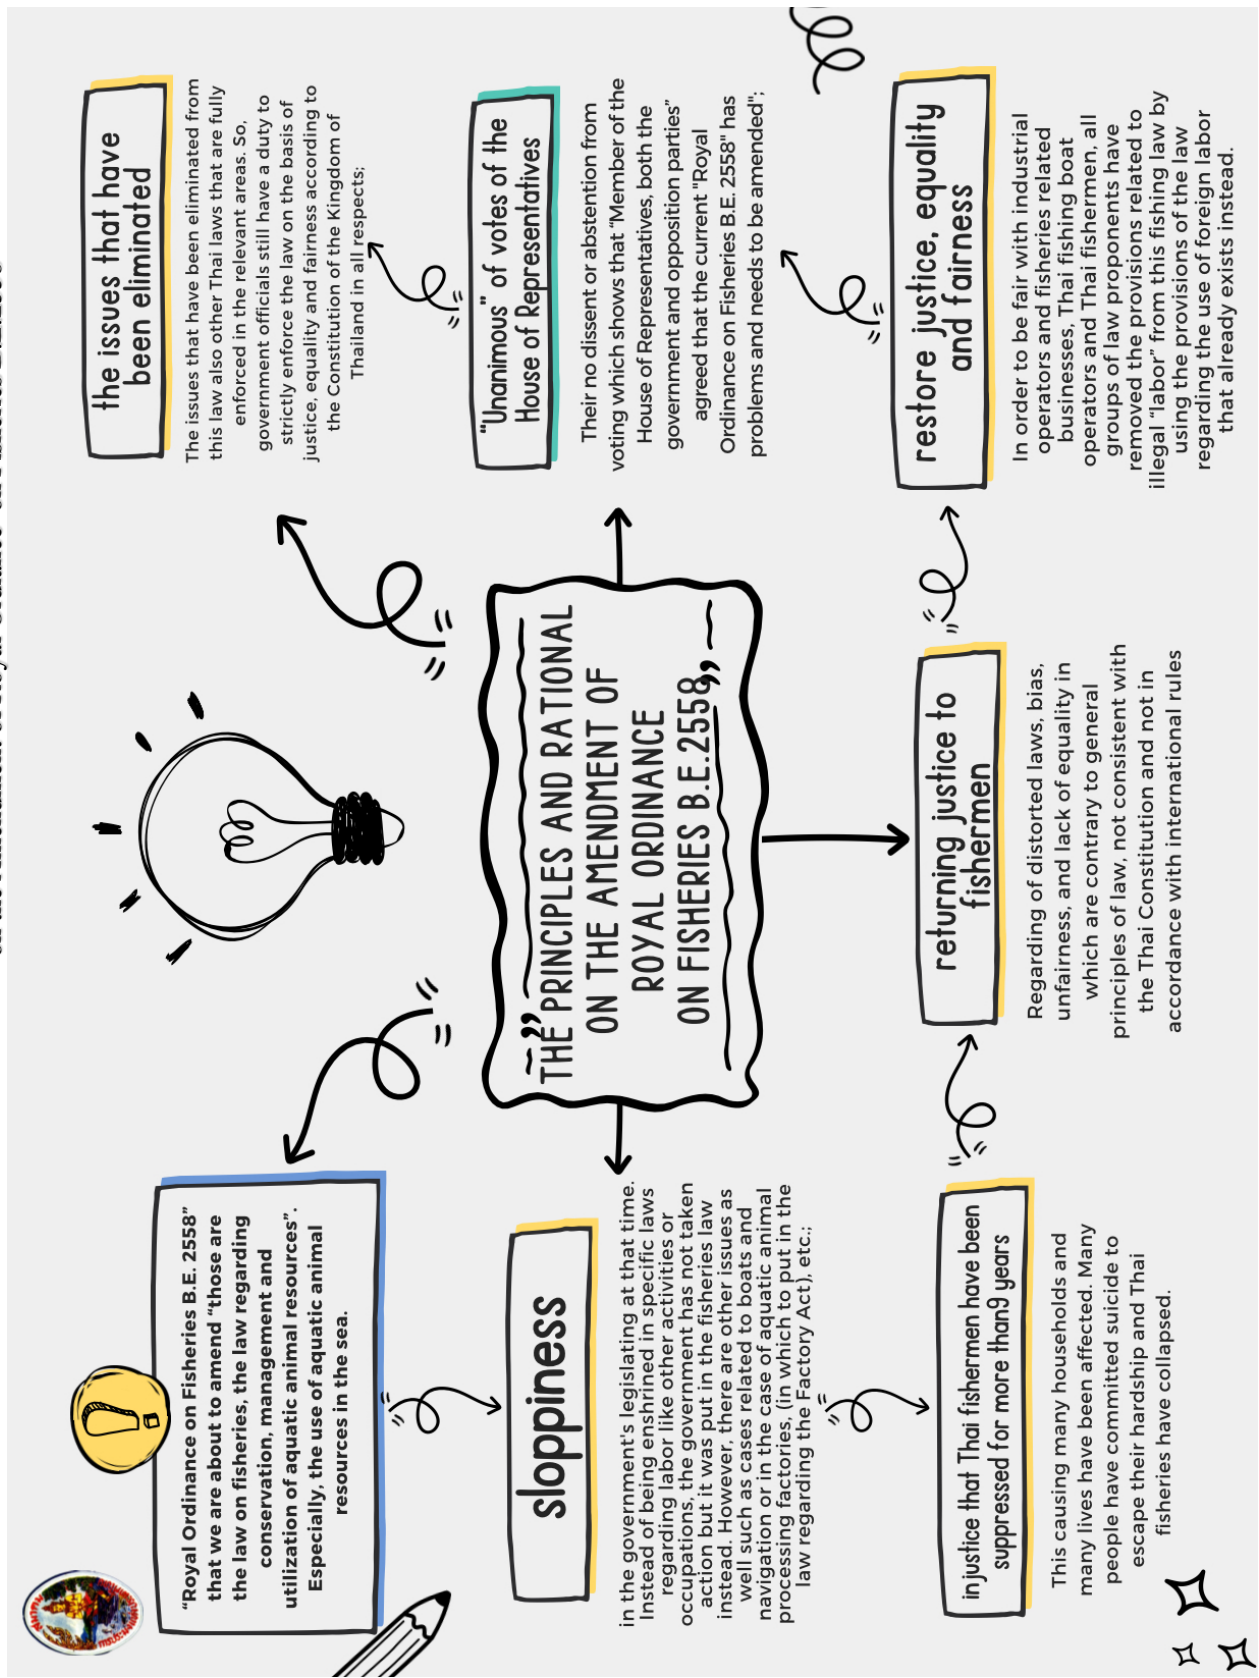 "Royal Ordinance on Fisheries B.E. 2558"
that we are about to amend "those are
the law on fisheries, the law regarding
conservation, management and
utilization of aquatic animal resources".
Especially, the use of aquatic animal
resources in the sea.
sloppiness
in the government's legislating at that time.
Instead of being enshrined in specific laws
regarding labor like other activities or
occupations, the government has not taken
action but it was put in the fisheries law
instead. However, there are other issues as
well such as cases related to boats and
navigation or in the case of aquatic animal
processing factories, (in which to put in the
law regarding the Factory Act), etc.;
injustice that Thai fishermen have been
suppressed for more than9 years
This causing many households and
many lives have been affected. Many
people have committed suicide to
escape their hardship and Thai
fisheries have collapsed.
"THE PRINCIPLES AND RATIONAL
ON THE AMENDMENT OF
ROYAL ORDINANCE
ON FISHERIES B.E.2558"
returning justice to
fishermen
Regarding of distorted laws, bias,
unfairness, and lack of equality in
which are contrary to general
principles of law, not consistent with
the Thai Constitution and not in
accordance with international rules
restore justice, equality
and fairness
In order to be fair with industrial
operators and fisheries related
businesses, Thai fishing boat
operators and Thai fishermen, all
groups of law proponents have
removed the provisions related to
illegal "labor" from this fishing law by
using the provisions of the law
regarding the use of foreign labor
that already exists instead.
"Unanimous" of votes of the
House of Representatives
Their no dissent or abstention from
voting which shows that "Member of the
House of Representatives, both the
government and opposition parties"
agreed that the current "Royal
Ordinance on Fisheries B.E. 2558" has
problems and needs to be amended";
the issues that have
been eliminated
The issues that have been eliminated from
this law also other Thai laws that are fully
enforced in the relevant areas. So,
government officials still have a duty to
strictly enforce the law on the basis of
justice, equality and fairness according to
the Constitution of the Kingdom of
Thailand in all respects;